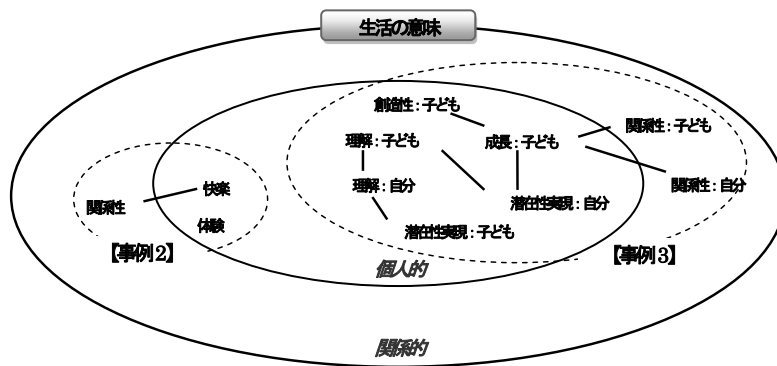 生活の意味
創造性：子ども
関係性：子ども
理解：子ども
成長：子ども
理解：自分
関係性：自分
快楽
関係性
潜在性実現：自分
体験
潜在性実現：子ども
【事例２】
【事例３】
個人的
関係的